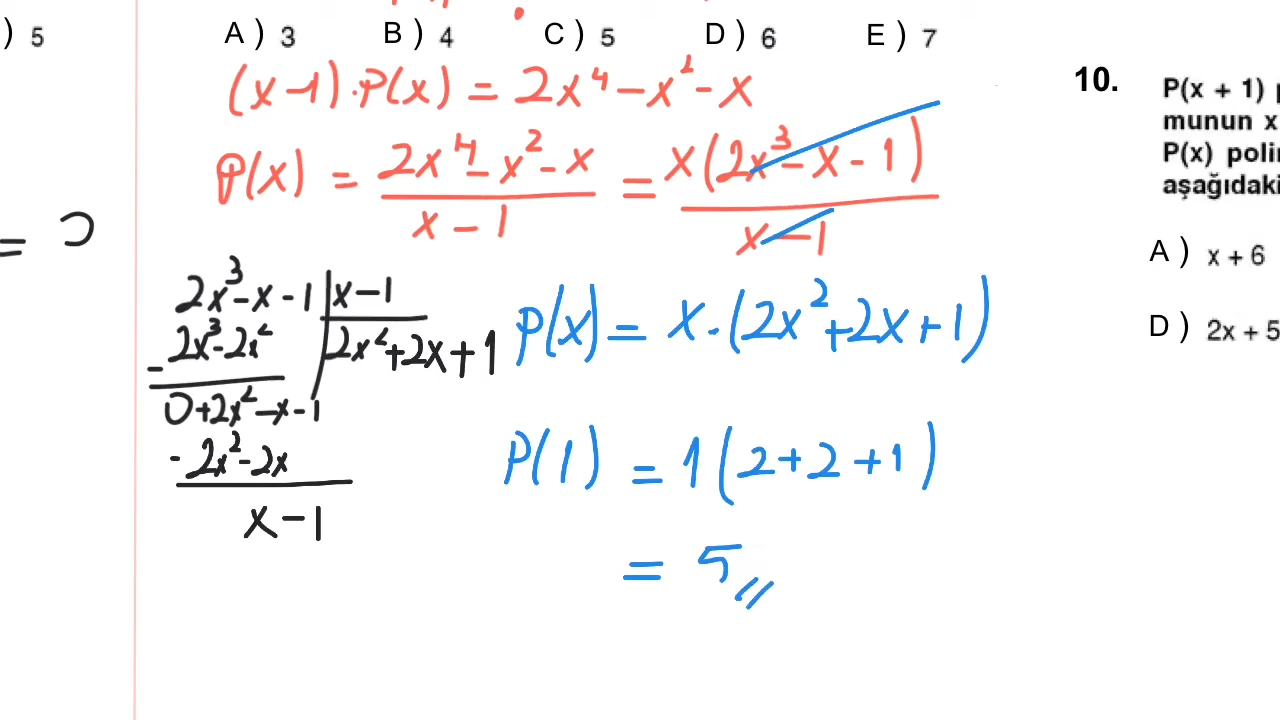 ) 5
A ) 3 B ) 4 C ) 5 D ) 6 E ) 7
(x-1).P(x) = 2x⁴ - x² - x
P(x) = (2x⁴ - x² - x)/(x - 1) = x(2x³ - x - 1)/(x - 1)
2x³ - x - 1 | x - 1
2x² + 2x + 1
- 2x³ - 2x²
0 + 2x² - x - 1
- 2x² - 2x
x - 1
P(x) = x.(2x² + 2x + 1)
P(1) = 1(2 + 2 + 1)
= 5
10.
P(x + 1)
munun x
P(x)
A ) x + 6
D ) 2x + 5